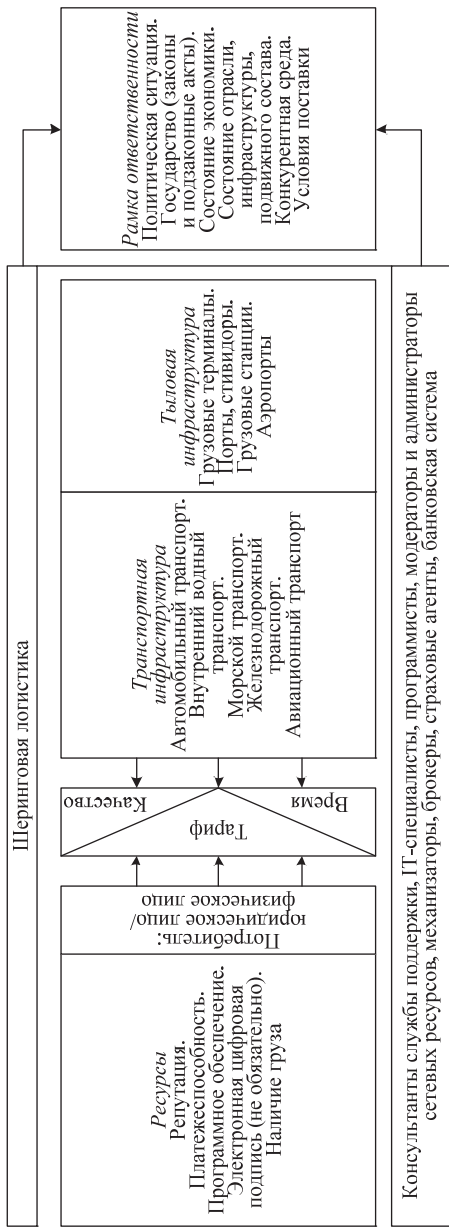 Шеринговая логистика
Ресурсы
Репутация.
Платежеспособность.
Программное обеспечение.
Электронная цифровая
подпись (не обязательно).
Наличие груза
Потребитель:
юридическое лицо/
физическое лицо
Качество
Тариф
Время
Транспортная
инфраструктура
Автомобильный транспорт.
Внутренний водный
транспорт.
Морской транспорт.
Железнодорожный
транспорт.
Авиационный транспорт
Тыловая
инфраструктура
Грузовые терминалы.
Порты, стивидоры.
Грузовые станции.
Аэропорты
Рамка ответственности
Политическая ситуация.
Государство (законы
и подзаконные акты).
Состояние экономики.
Состояние отрасли,
инфраструктуры,
подвижного состава.
Конкурентная среда.
Условия поставки
Консультанты службы поддержки, IT-специалисты, программисты, модераторы и администраторы
сетевых ресурсов, механизаторы, брокеры, страховые агенты, банковская система